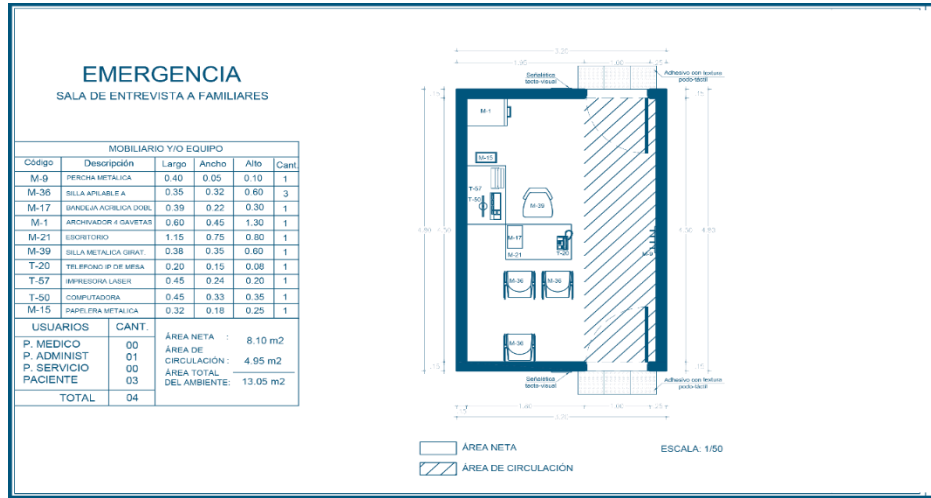 EMERGENCIA
SALA DE ENTREVISTA A FAMILIARES
MOBILIARIO Y/O EQUIPO
Código Descripción Largo Ancho Alto Cant.
M-9 PERCHA METALICA 0.40 0.05 0.10 1
M-36 SILLA APILABLE A 0.35 0.32 0.60 3
M-17 BANDEJA ACRILICA DOBL 0.39 0.22 0.30 1
M-1 ARCHIVADOR 4 GAVETAS 0.60 0.45 1.30 1
M-21 ESCRITORIO 1.15 0.75 0.80 1
M-39 SILLA METALICA GIRAT. 0.38 0.35 0.60 1
T-20 TELEFONO IP DE MESA 0.20 0.15 0.08 1
T-57 IMPRESORA LASER 0.45 0.24 0.20 1
T-50 COMPUTADORA 0.45 0.33 0.35 1
M-15 PAPELERA METALICA 0.32 0.18 0.25 1
USUARIOS CANT.
P. MEDICO 00
P. ADMINIST 01
P. SERVICIO 00
PACIENTE 03
TOTAL 04
ÁREA NETA : 8.10 m2
ÁREA DE
CIRCULACIÓN : 4.95 m2
ÁREA TOTAL
DEL AMBIENTE: 13.05 m2
Señalética
tacto-visual
Adhesivo con textura
podo-táctil
.15
.15
M-1
M-15
T-57
T-50
M-39
M-17
M-21
T-20
M-9
M-36
M-36
M-36
.15
.15
Señalética
tacto-visual
Adhesivo con textura
podo-táctil
1.00
.25
ÁREA NETA
ESCALA: 1/50
ÁREA DE CIRCULACIÓN